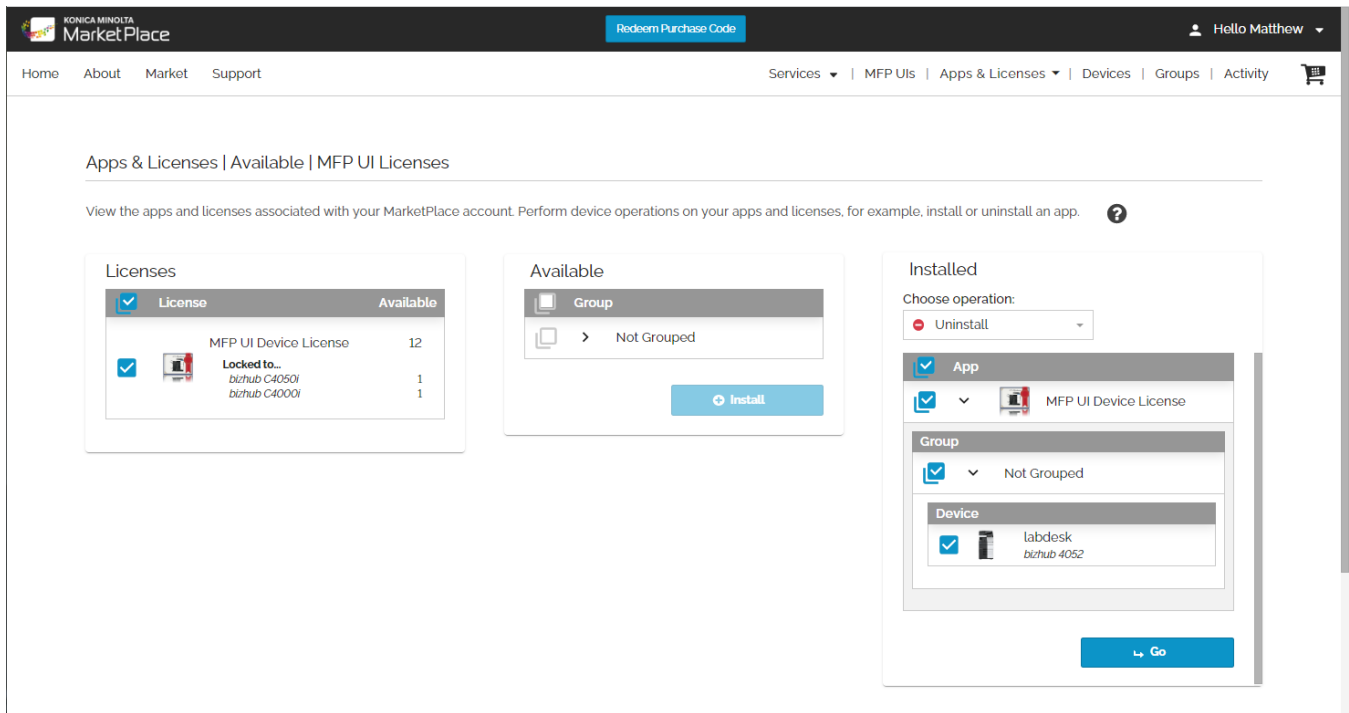 KONICA MINOLTA
MarketPlace
Redeem Purchase Code
Hello Matthew
Home About Market Support
Services | MFP UIs | Apps & Licenses | Devices | Groups | Activity
Apps & Licenses | Available | MFP UI Licenses
View the apps and licenses associated with your MarketPlace account. Perform device operations on your apps and licenses, for example, install or uninstall an app. ?
Licenses
License Available
MFP UI Device License 12
Locked to...
bizhub C4050i 1
bizhub C4000i 1
Available
Group
Not Grouped
Install
Installed
Choose operation:
Uninstall
App
MFP UI Device License
Group
Not Grouped
Device
labdesk
bizhub 4052
Go